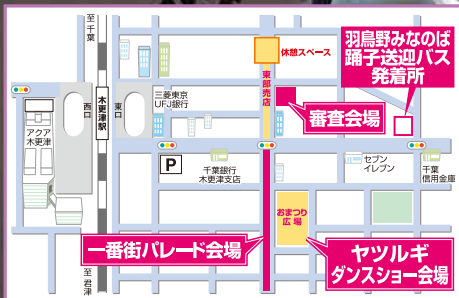 至千葉
休憩スペース
羽鳥野みなのば
踊子送迎バス
発着所
西口
木更津駅
東口
三菱東京
UFJ銀行
東部売店
審査会場
アクア
木更津
P
千葉銀行
木更津支店
セブン
イレブン
千葉
信用金庫
おまつり
広場
一番街パレード会場
ヤツルギ
ダンスショー会場
至君津